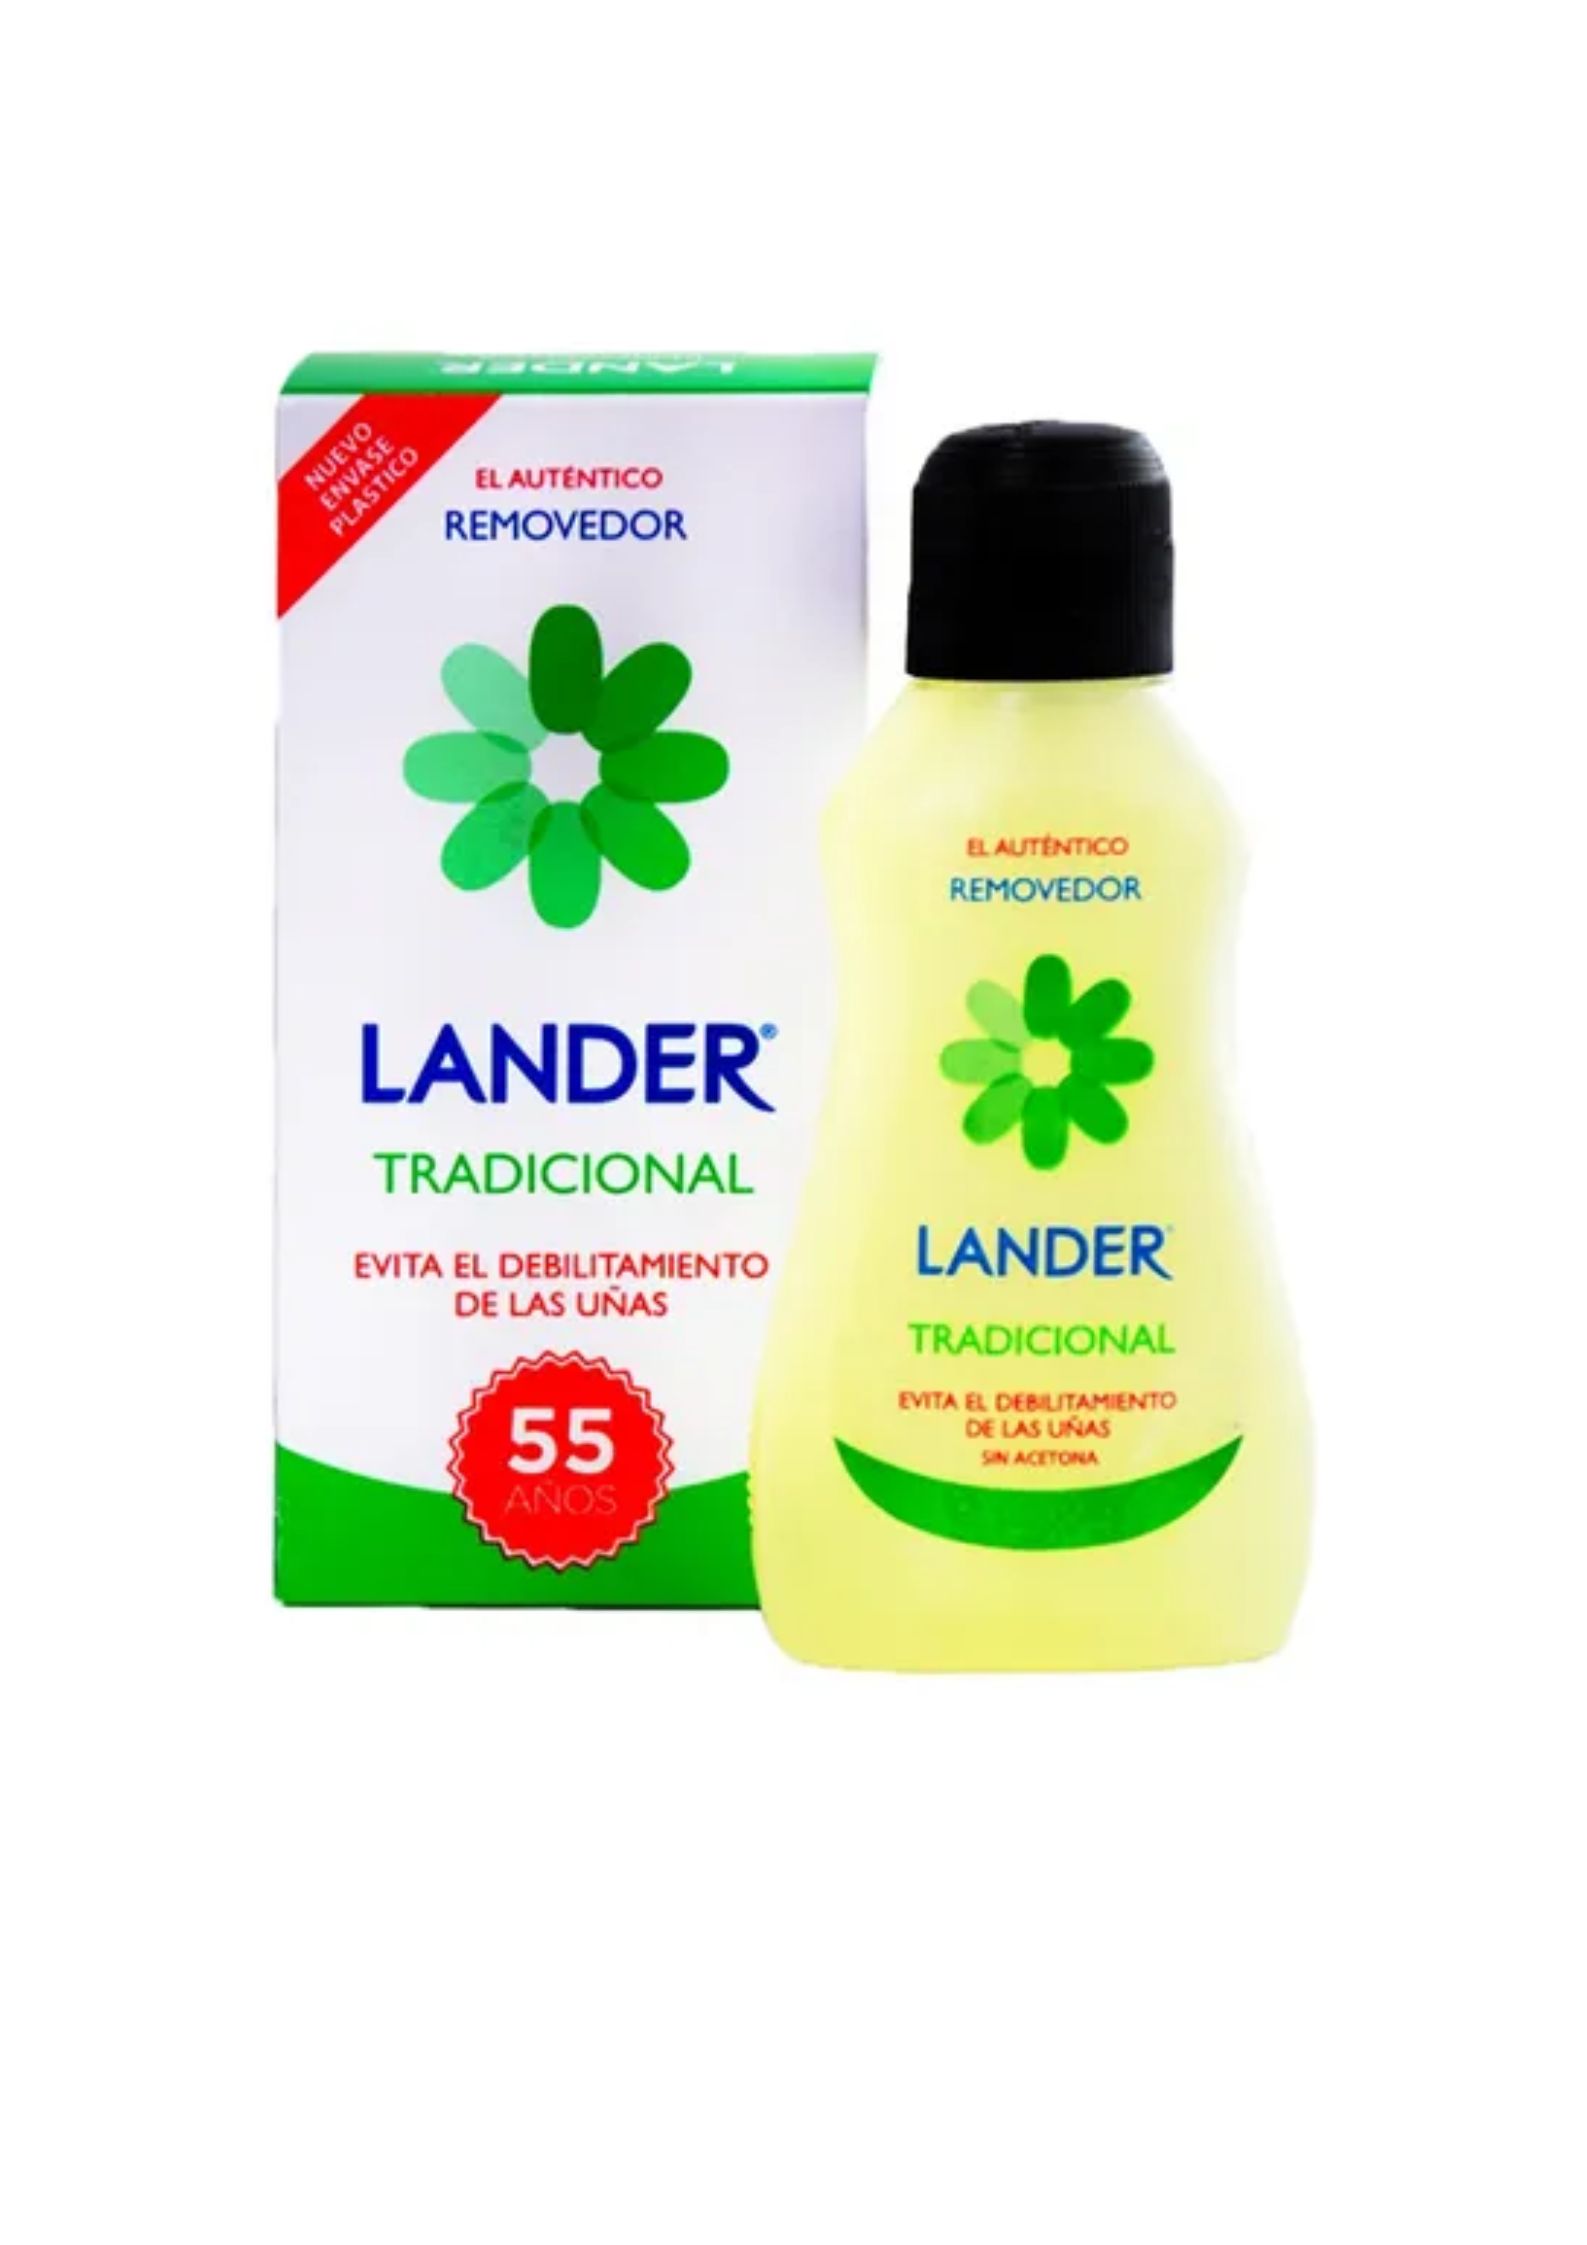 LANDER
NUEVO
ENVASE
PLASTICO
EL AUTÉNTICO
REMOVEDOR
LANDER®
TRADICIONAL
EVITA EL DEBILITAMIENTO
DE LAS UÑAS
55
AÑOS
EL AUTÉNTICO
REMOVEDOR
LANDER
TRADICIONAL
EVITA EL DEBILITAMIENTO
DE LAS UÑAS
SIN ACETONA